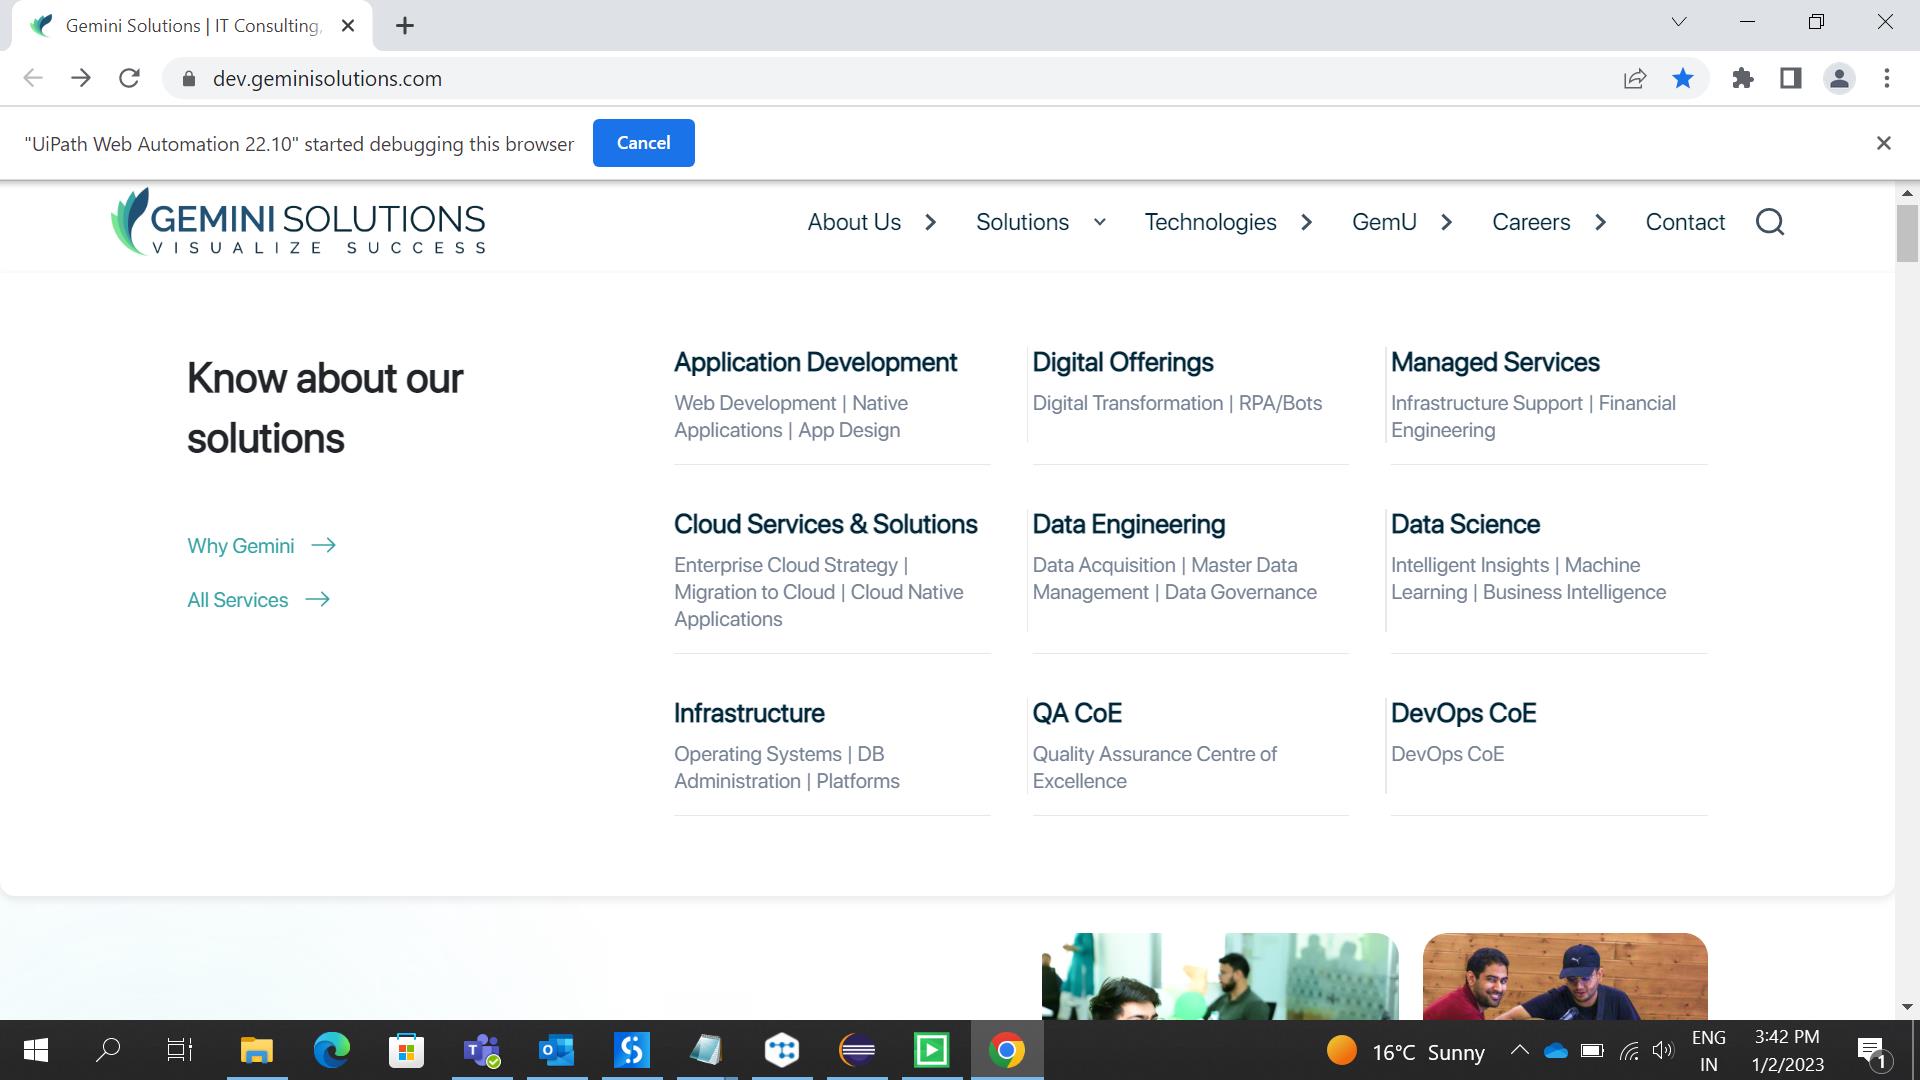 Gemini Solutions | IT Consulting,
dev.geminisolutions.com
"UiPath Web Automation 22.10" started debugging this browser
Cancel
GEMINI SOLUTIONS
VISUALIZE SUCCESS
About Us
Solutions
Technologies
GemU
Careers
Contact
Know about our
solutions
Why Gemini
All Services
Application Development
Web Development | Native
Applications | App Design
Digital Offerings
Digital Transformation | RPA/Bots
Managed Services
Infrastructure Support | Financial
Engineering
Cloud Services & Solutions
Enterprise Cloud Strategy |
Migration to Cloud | Cloud Native
Applications
Data Engineering
Data Acquisition | Master Data
Management | Data Governance
Data Science
Intelligent Insights | Machine
Learning | Business Intelligence
Infrastructure
Operating Systems | DB
Administration | Platforms
QA CoE
Quality Assurance Centre of
Excellence
DevOps CoE
DevOps CoE
16°C Sunny
ENG
IN
3:42 PM
1/2/2023
1